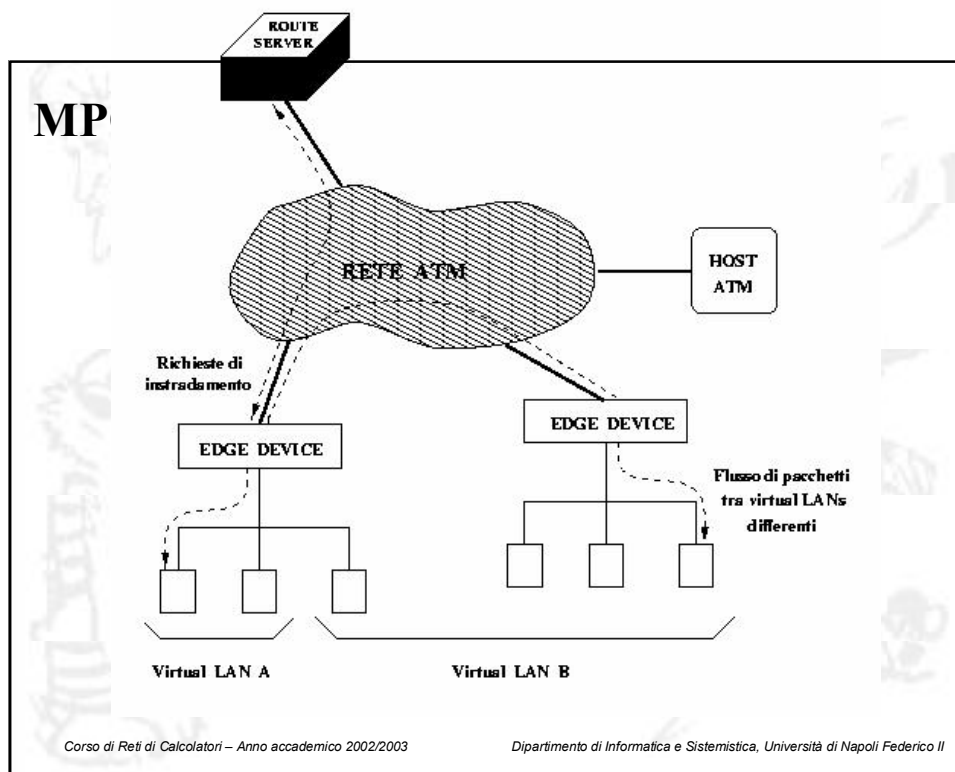 ROUTE
SERVER
RETE ATM
HOST
ATM
Richieste di
instradamento
EDGE DEVICE
EDGE DEVICE
Flusso di pacchetti
tra virtual LANs
differenti
Virtual LAN A
Virtual LAN B
Corso di Reti di Calcolatori – Anno accademico 2002/2003
Dipartimento di Informatica e Sistemistica, Università di Napoli Federico II